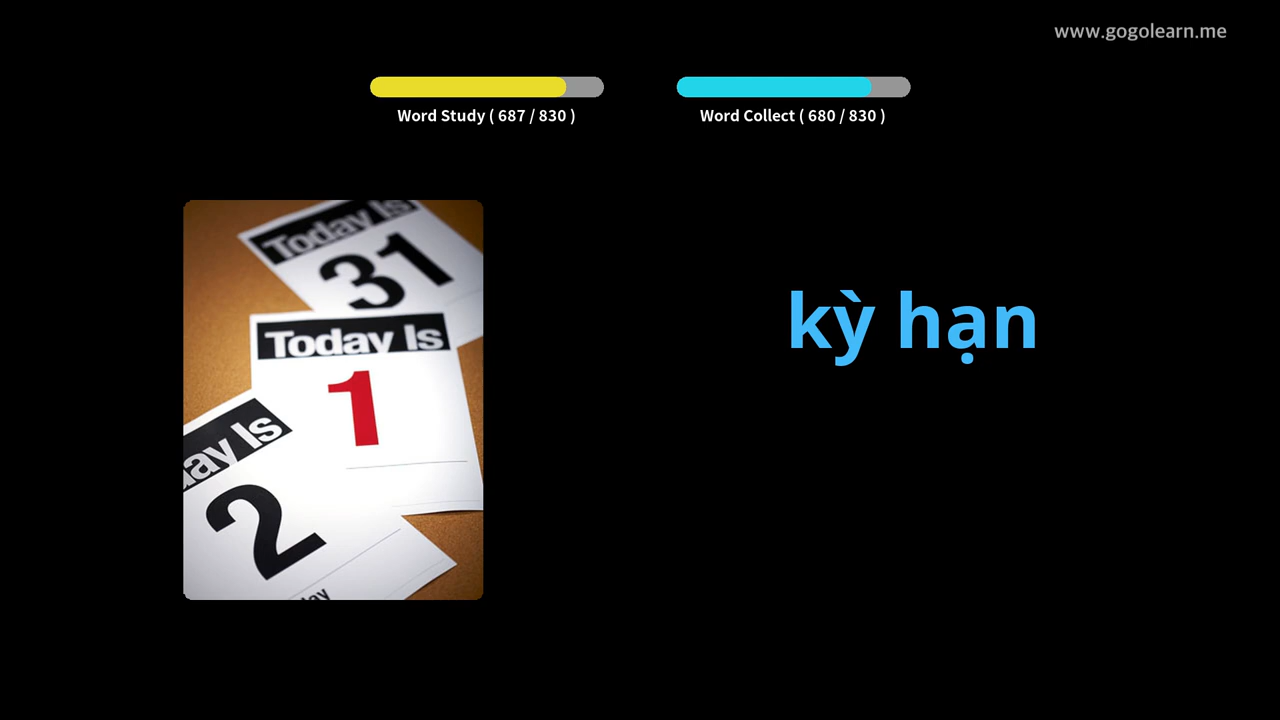 www.gogolearn.me
Word Study ( 687 / 830 )
Word Collect ( 680 / 830 )
Today Is
31
Today Is
1
kỳ hạn
ay Is
2